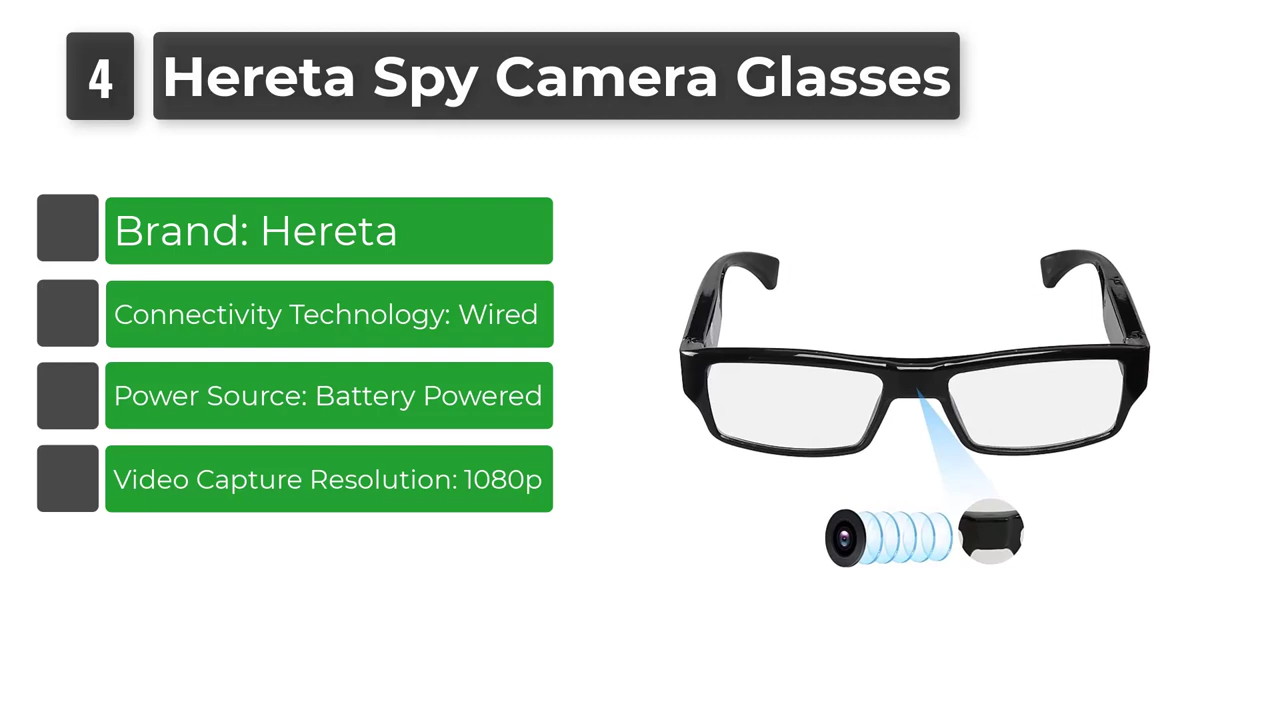 4
Hereta Spy Camera Glasses
Brand: Hereta
Connectivity Technology: Wired
Power Source: Battery Powered
Video Capture Resolution: 1080p